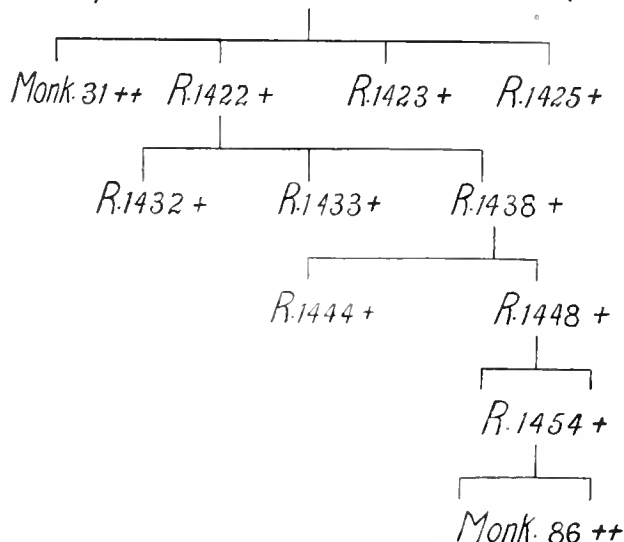 Monk. 31 ++ R.1422 + R.1423 + R.1425 +
R.1432 + R.1433 + R.1438 +
R.1444 + R.1448 +
R. 1454 +
Monk. 86 ++